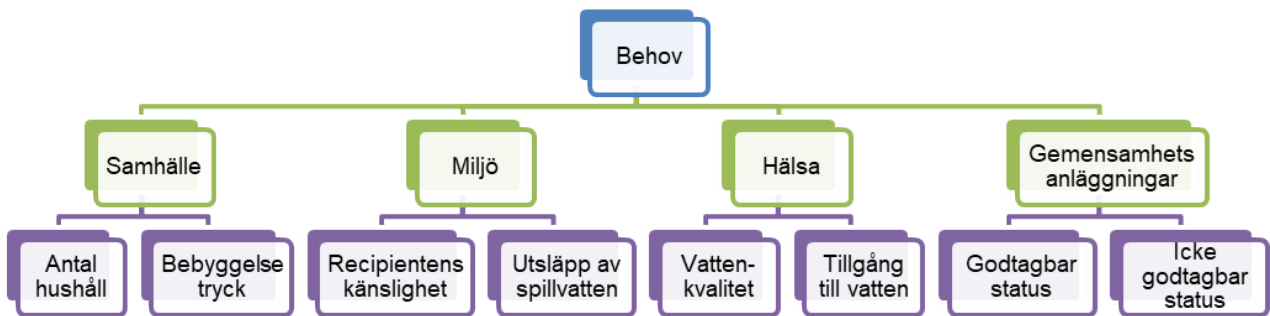 Behov
Samhälle
Miljö
Hälsa
Gemensamhets
anläggningar
Antal
hushåll
Bebyggelse
tryck
Recipientens
känslighet
Utsläpp av
spillvatten
Vatten-
kvalitet
Tillgång
till vatten
Godtagbar
status
Icke
godtagbar
status